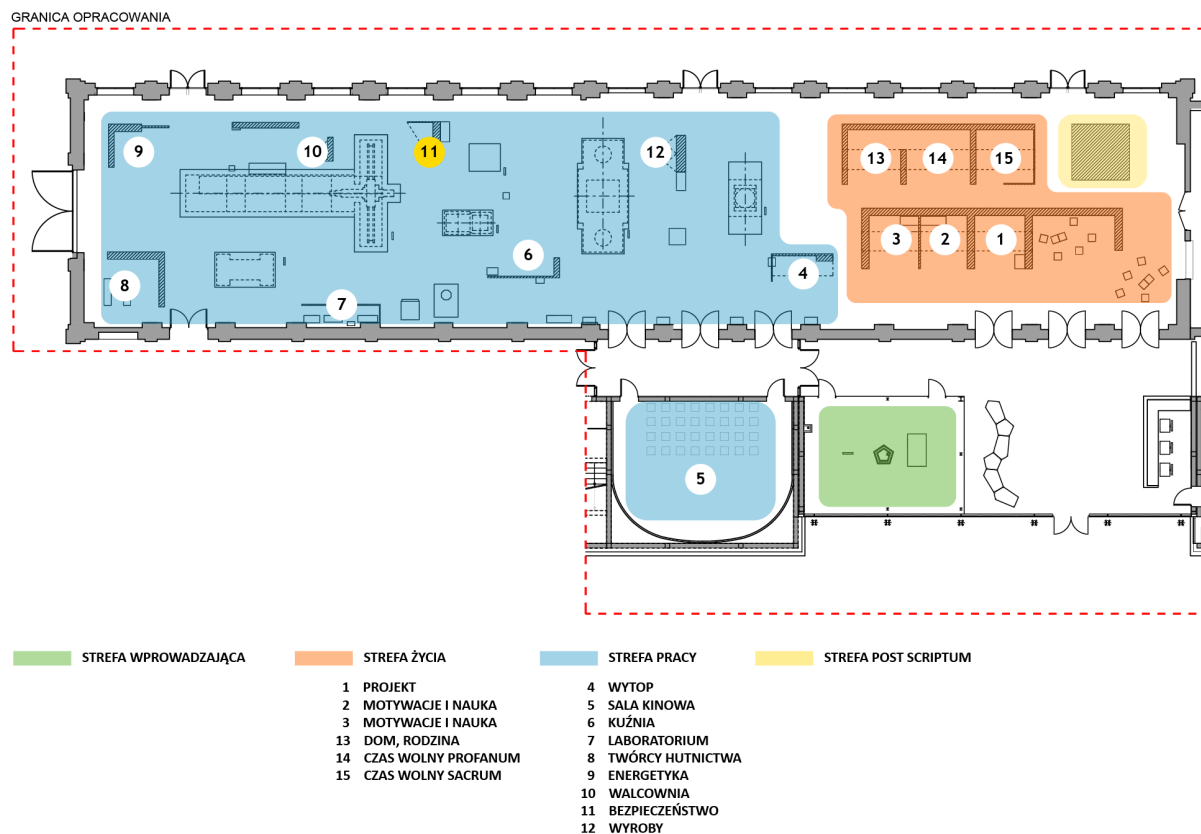 GRANICA OPRACOWANIA
9
10
11
12
13
14
15
3
2
1
6
4
8
7
5
STREFA WPROWADZAJĄCA
STREFA ŻYCIA
1 PROJEKT
2 MOTYWACJE I NAUKA
3 MOTYWACJE I NAUKA
13 DOM, RODZINA
14 CZAS WOLNY PROFANUM
15 CZAS WOLNY SACRUM
STREFA PRACY
4 WYTOP
5 SALA KINOWA
6 KUŹNIA
7 LABORATORIUM
8 TWÓRCY HUTNICTWA
9 ENERGETYKA
10 WALCOWNIA
11 BEZPIECZEŃSTWO
12 WYROBY
STREFA POST SCRIPTUM